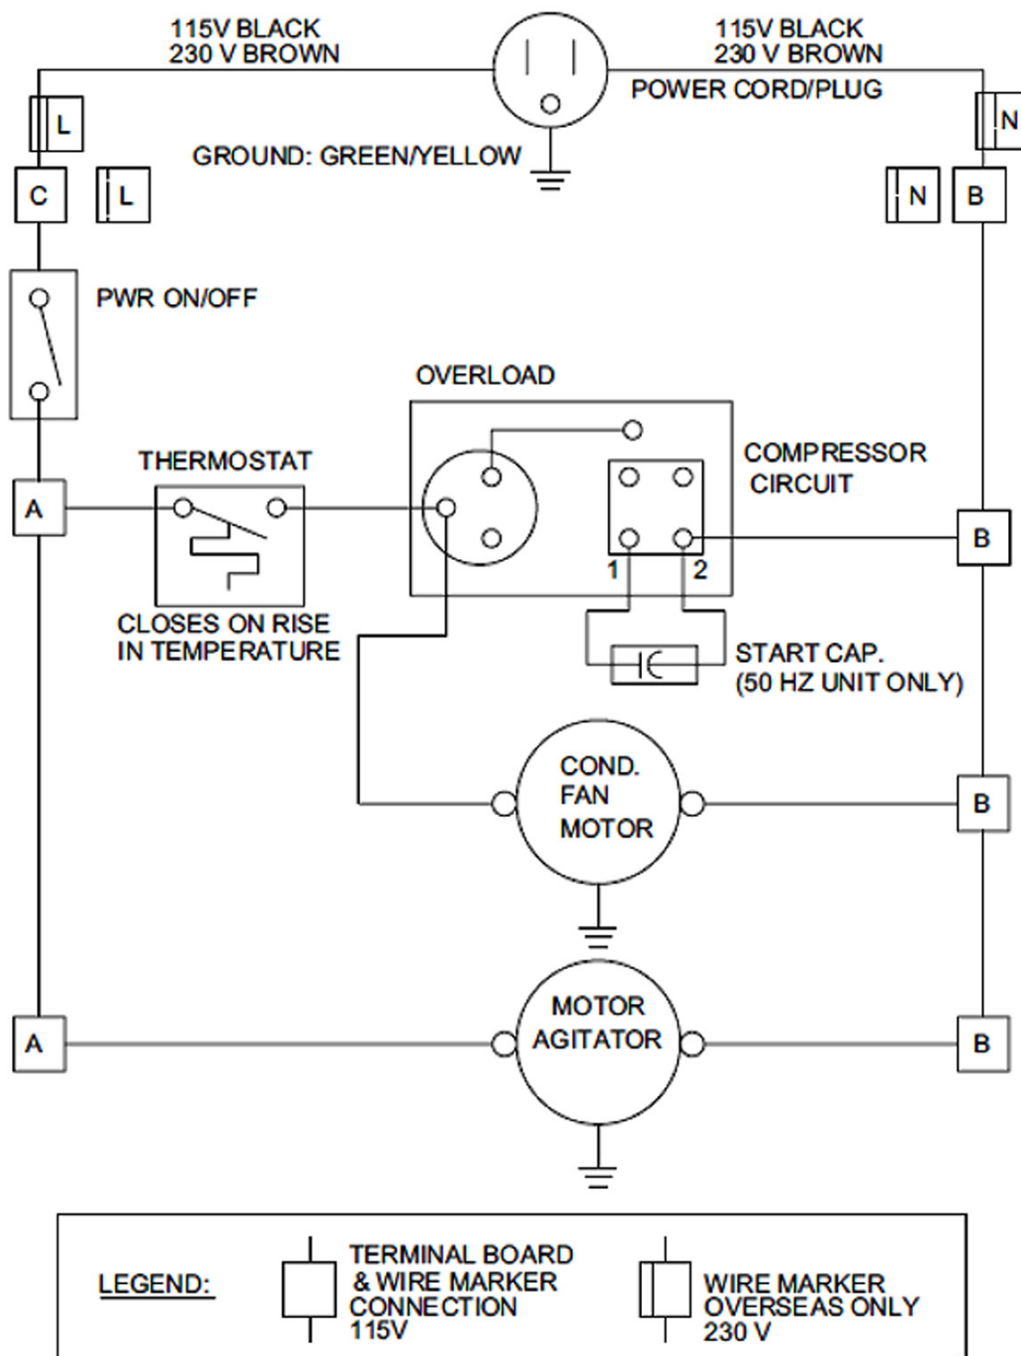 115V BLACK
230 V BROWN
115V BLACK
230 V BROWN
POWER CORD/PLUG
L
N
GROUND: GREEN/YELLOW
C
L
N
B
PWR ON/OFF
OVERLOAD
THERMOSTAT
COMPRESSOR
CIRCUIT
A
B
1
2
CLOSES ON RISE
IN TEMPERATURE
START CAP.
(50 HZ UNIT ONLY)
COND.
FAN
MOTOR
B
MOTOR
AGITATOR
A
B
LEGEND:
TERMINAL BOARD
& WIRE MARKER
CONNECTION
115V
WIRE MARKER
OVERSEAS ONLY
230 V